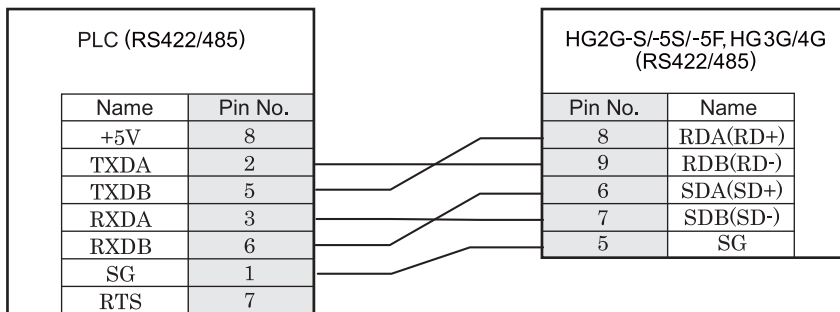 PLC (RS422/485)
Name Pin No.
+5V 8
TXDA 2
TXDB 5
RXDA 3
RXDB 6
SG 1
RTS 7
HG2G-S/-5S/-5F, HG3G/4G
(RS422/485)
Pin No. Name
8 RDA(RD+)
9 RDB(RD-)
6 SDA(SD+)
7 SDB(SD-)
5 SG